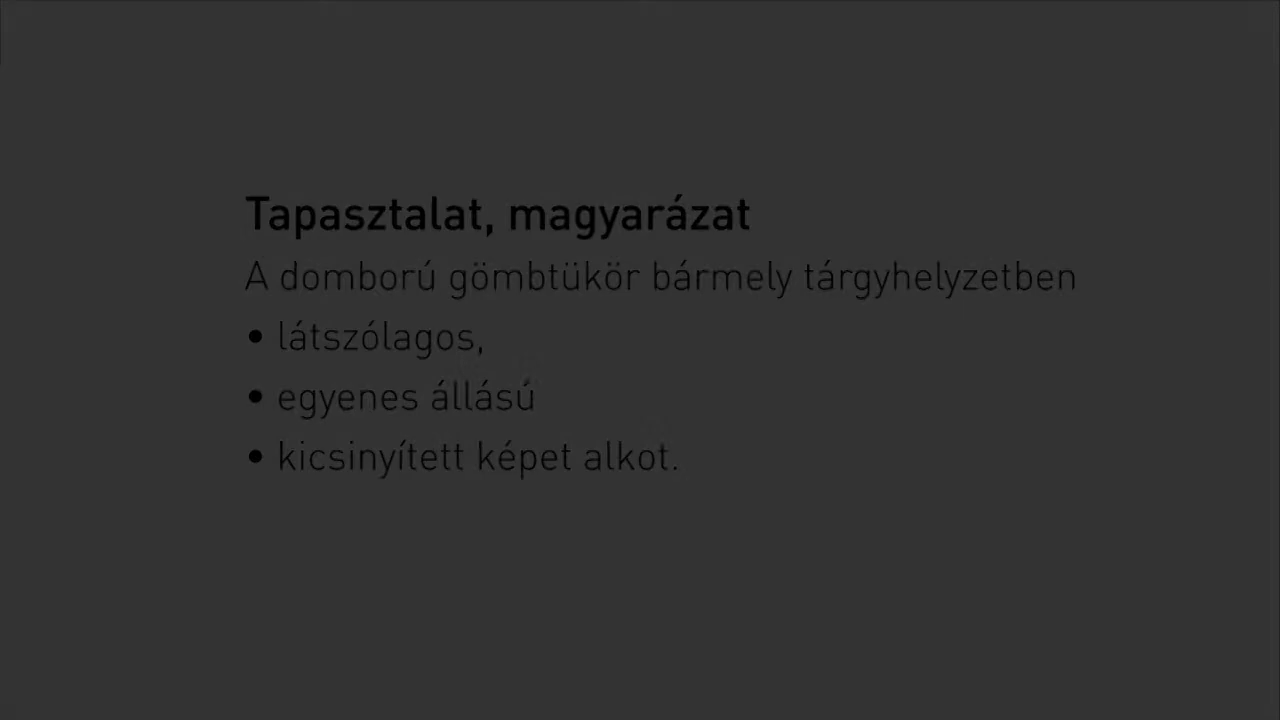 Tapasztalat, magyarázat
A domború gömbtükör bármely tárgyhelyzetben
• látszólagos,
• egyenes állású
• kicsinyített képet alkot.